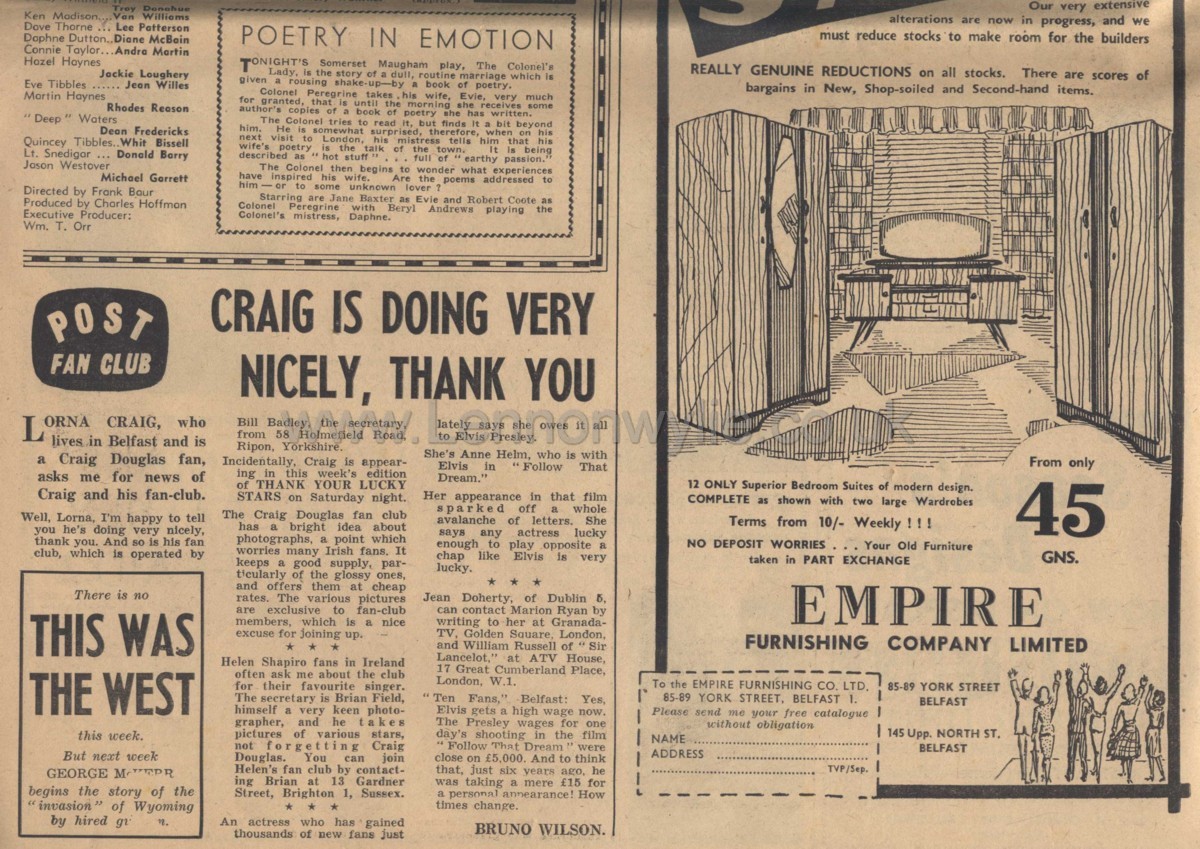 Troy Donahue
Ken Madison....Van Williams
Dave Thorne ... Lee Patterson
Daphne Dutton..Diane McBain
Connie Taylor...Andra Martin
Hazel Haynes
Jackie Loughery
Eve Tibbles ...... Jean Willes
Martin Haynes
Rhodes Reason
"Deep" Waters
Dean Fredericks
Quincey Tibbles..Whit Bissell
Lt. Snedigar ... Donald Barry
Jason Westover
Michael Garrett
Directed by Frank Baur
Produced by Charles Hoffman
Executive Producer:
Wm. T. Orr
POETRY IN EMOTION
TONIGHT'S Somerset Maugham play, The Colonel's
Lady, is the story of a dull, routine marriage which is
given a rousing shake-up—by a book of poetry.
Colonel Peregrine takes his wife, Evie, very much
for granted, that is until the morning she receives some
author's copies of a book of poetry she has written.
The Colonel tries to read it, but finds it a bit beyond
him. He is somewhat surprised, therefore, when on his
next visit to London, his mistress tells him that his
wife's poetry is the talk of the town. It is being
described as "hot stuff" . . . full of "earthy passion."
The Colonel then begins to wonder what experiences
have inspired his wife. Are the poems addressed to
him — or to some unknown lover ?
Starring are Jane Baxter as Evie and Robert Coote as
Colonel Peregrine with Beryl Andrews playing the
Colonel's mistress, Daphne.
POST
FAN CLUB
CRAIG IS DOING VERY
NICELY, THANK YOU
LORNA CRAIG, who
lives in Belfast and is
a Craig Douglas fan,
asks me for news of
Craig and his fan-club.
Well, Lorna, I'm happy to tell
you he's doing very nicely,
thank you. And so is his fan
club, which is operated by
There is no
THIS WAS
THE WEST
this week.
But next week
GEORGE
begins the story of the
"invasion" of Wyoming
by hired
Bill Badley, the secretary,
from 58 Holmefield Road,
Ripon, Yorkshire.
Incidentally, Craig is appear-
ing in this week's edition
of THANK YOUR LUCKY
STARS on Saturday night.
The Craig Douglas fan club
has a bright idea about
photographs, a point which
worries many Irish fans. It
keeps a good supply, par-
ticularly of the glossy ones,
and offers them at cheap
rates. The various pictures
are exclusive to fan-club
members, which is a nice
excuse for joining up.
★ ★ ★
Helen Shapiro fans in Ireland
often ask me about the club
for their favourite singer.
The secretary is Brian Field,
himself a very keen photo-
grapher, and he takes
pictures of various stars,
not forgetting Craig
Douglas. You can join
Helen's fan club by contact-
ing Brian at 13 Gardner
Street, Brighton 1, Sussex.
★ ★ ★
An actress who has gained
thousands of new fans just
lately says she owes it all
to Elvis Presley.
She's Anne Helm, who is with
Elvis in "Follow That
Dream."
Her appearance in that film
sparked off a whole
avalanche of letters. She
says any actress lucky
enough to play opposite a
chap like Elvis is very
lucky.
★ ★ ★
Jean Doherty, of Dublin 5,
can contact Marion Ryan by
writing to her at Granada-
TV, Golden Square, London,
and William Russell of "Sir
Lancelot," at ATV House,
17 Great Cumberland Place,
London, W.1.
"Ten Fans," Belfast: Yes,
Elvis gets a high wage now.
The Presley wages for one
day's shooting in the film
"Follow That Dream" were
close on £5,000. And to think
that, just six years ago, he
was taking a mere £15 for
a personal appearance! How
times change.
BRUNO WILSON.
Our very extensive
alterations are now in progress, and we
must reduce stocks to make room for the builders
REALLY GENUINE REDUCTIONS on all stocks. There are scores of
bargains in New, Shop-soiled and Second-hand items.
12 ONLY Superior Bedroom Suites of modern design.
COMPLETE as shown with two large Wardrobes
Terms from 10/- Weekly ! ! !
NO DEPOSIT WORRIES . . . Your Old Furniture
taken in PART EXCHANGE
From only
45
GNS.
EMPIRE
FURNISHING COMPANY LIMITED
To the EMPIRE FURNISHING CO. LTD.
85-89 YORK STREET, BELFAST 1.
Please send me your free catalogue
without obligation
NAME
ADDRESS
TVP/Sep.
85-89 YORK STREET
BELFAST
145 Upp. NORTH ST.
BELFAST
www.Lennonwylie.co.uk